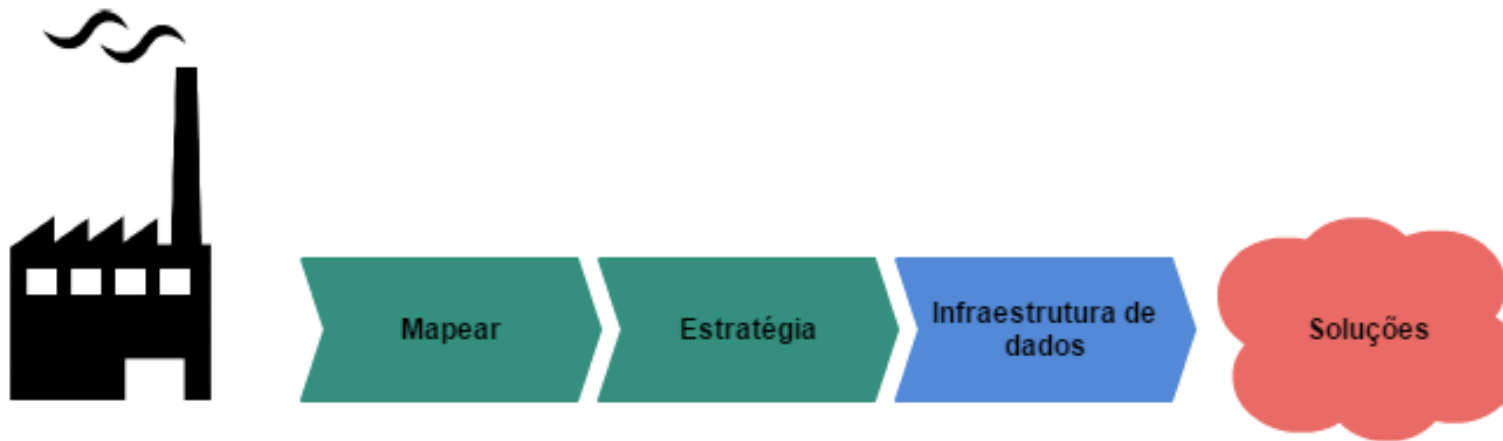 Mapear
Estratégia
Infraestrutura de
dados
Soluções